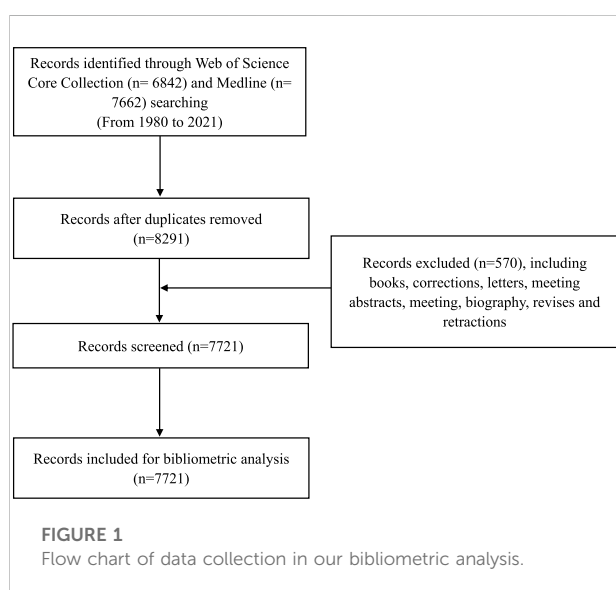 Records identified through Web of Science
Core Collection (n= 6842) and Medline (n=
7662) searching
(From 1980 to 2021)
Records after duplicates removed
(n=8291)
Records excluded (n=570), including
books, corrections, letters, meeting
abstracts, meeting, biography, revises and
retractions
Records screened (n=7721)
Records included for bibliometric analysis
(n=7721)
FIGURE 1
Flow chart of data collection in our bibliometric analysis.